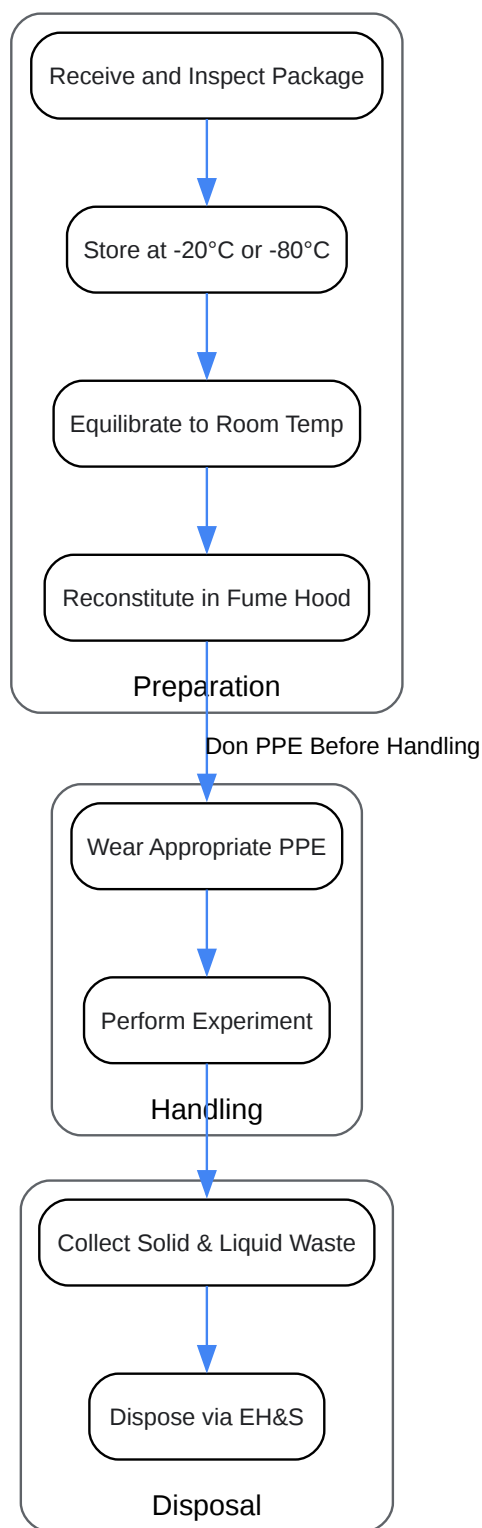 Receive and Inspect Package
Store at -20°C or -80°C
Equilibrate to Room Temp
Reconstitute in Fume Hood
Preparation
Don PPE Before Handling
Wear Appropriate PPE
Perform Experiment
Handling
Collect Solid & Liquid Waste
Dispose via EH&S
Disposal